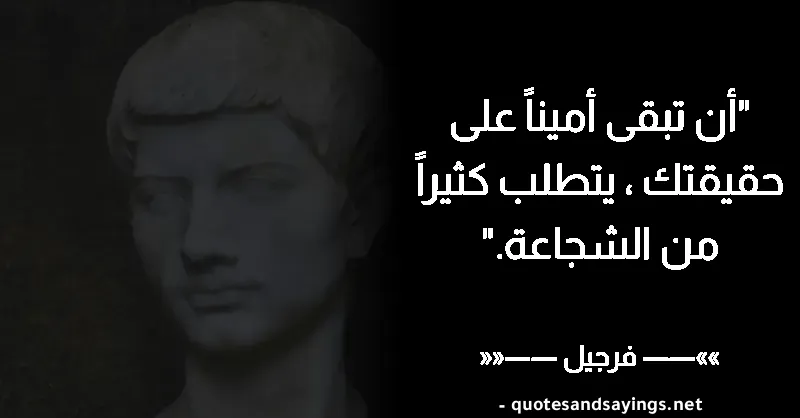 "أن تبقى أميناً على
حقيقتك ، يتطلب كثيراً
من الشجاعة."
»»—— فرجيل ——««
- quotesandsayings.net